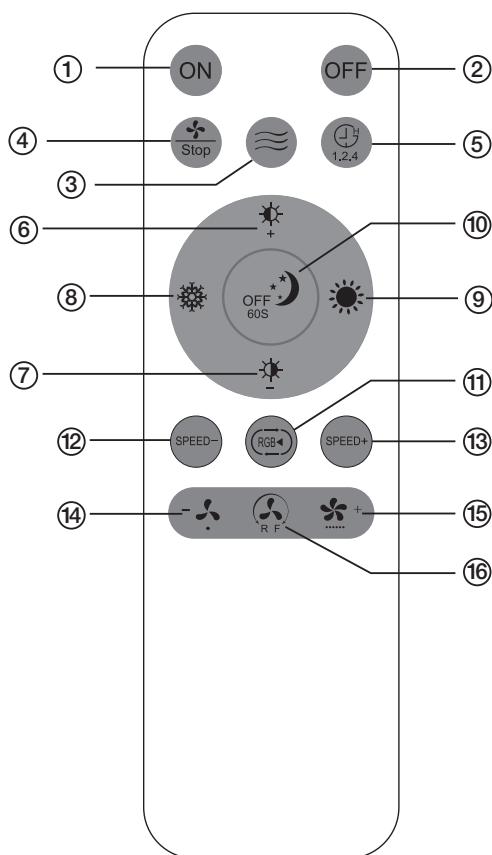 ① ON OFF ②
④ Stop ③ H 1.2.4 ⑤
⑥ + ⑩
⑧ OFF 60S ⑨
⑦ − ⑪
⑫ SPEED− RGB SPEED+ ⑬
⑭ − R F + ⑮
⑯